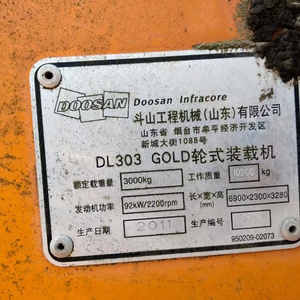 DOOSAN Doosan Infracore
斗山工程机械(山东)有限公司
山东省 烟台市牟平经济开发区
新城大街1088号
DL303 GOLD轮式装载机
额定载重量 3000kg 工作质量 10200 kg
发动机功率 92kW/2200rpm 长×宽×高(mm) 6900×2300×3280
生产日期 2011 生产编号
950209-02073